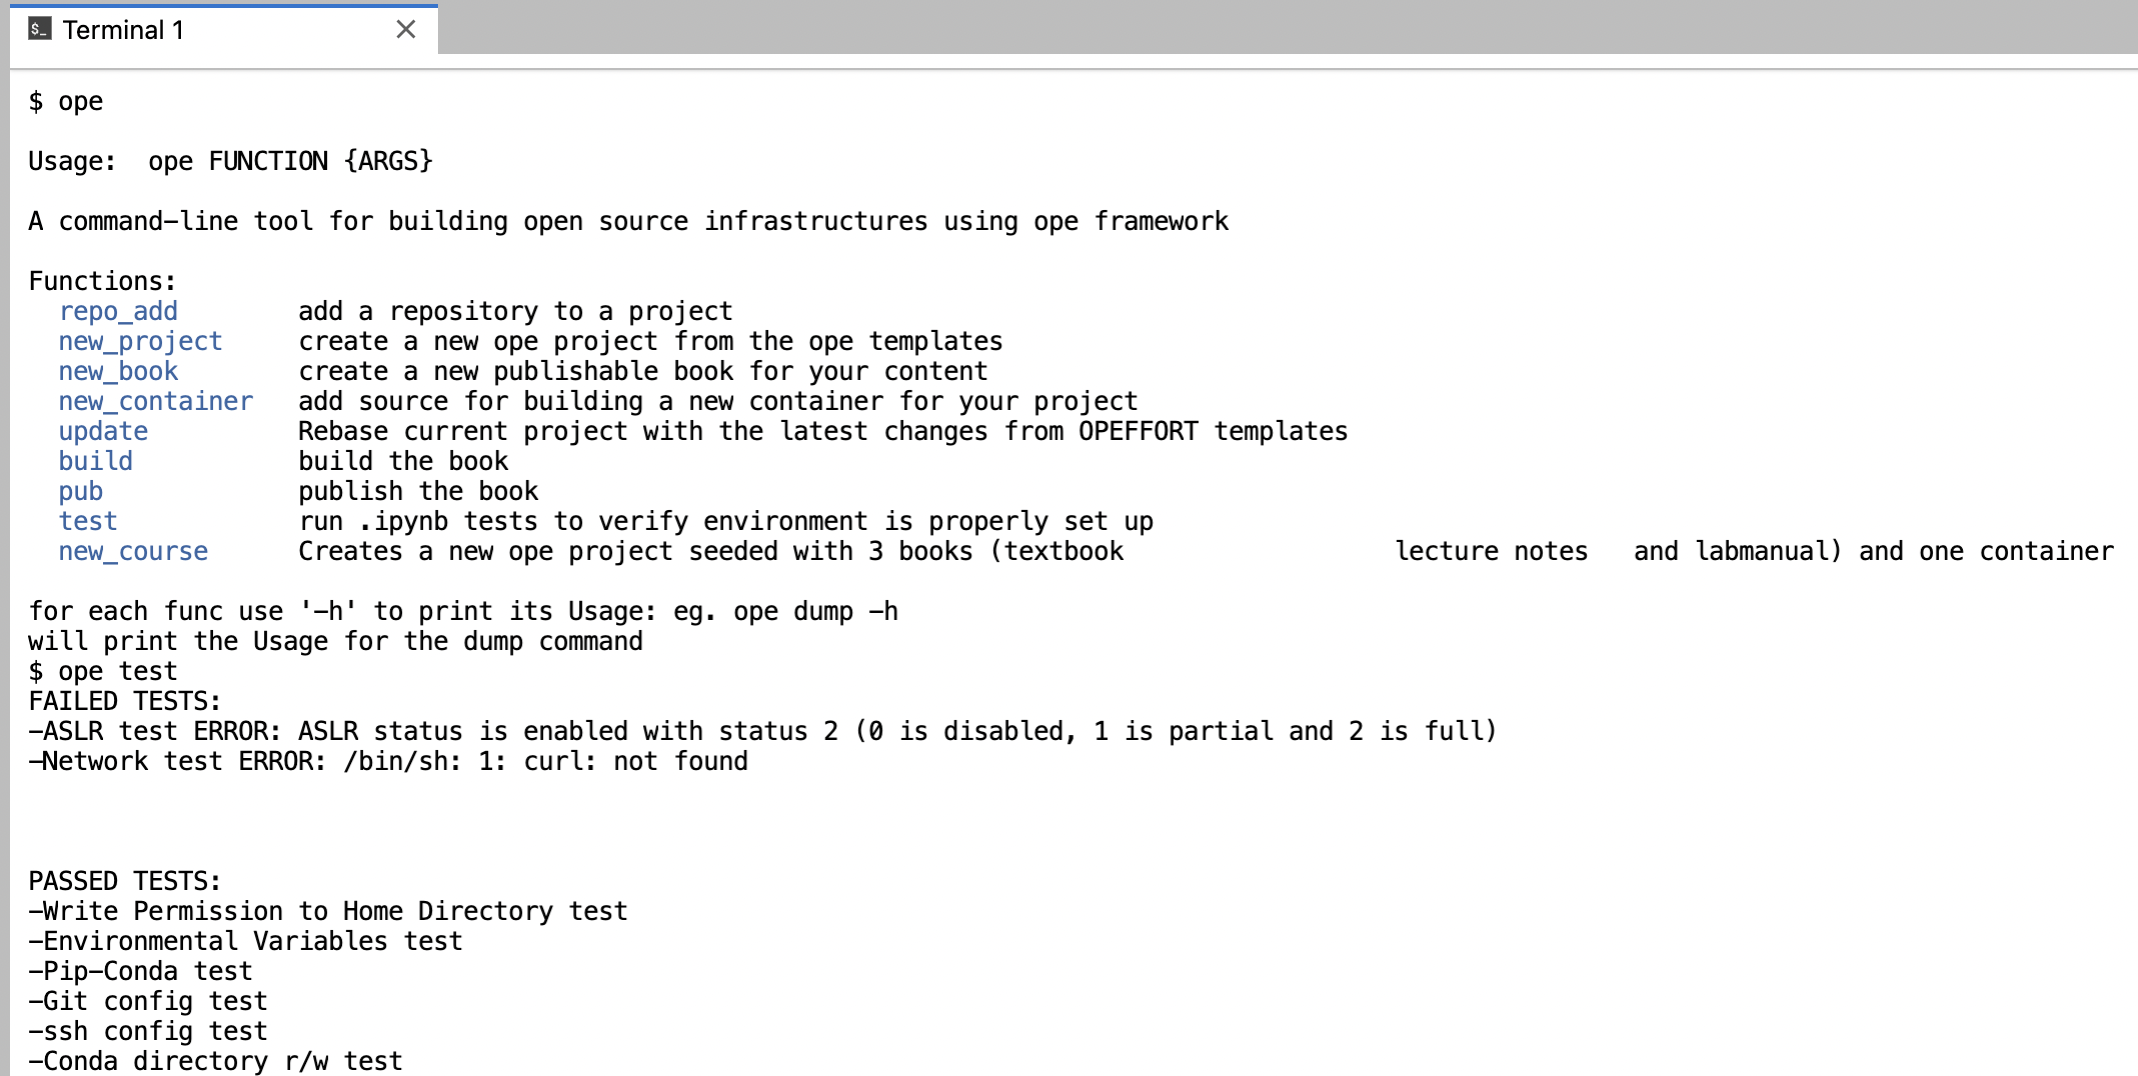 $_ Terminal 1
$ ope
Usage:  ope FUNCTION {ARGS}
A command-line tool for building open source infrastructures using ope framework
Functions:
  repo_add        add a repository to a project
  new_project     create a new ope project from the ope templates
  new_book        create a new publishable book for your content
  new_container   add source for building a new container for your project
  update          Rebase current project with the latest changes from OPEFFORT templates
  build           build the book
  pub             publish the book
  test            run .ipynb tests to verify environment is properly set up
  new_course      Creates a new ope project seeded with 3 books (textbook                  lecture notes   and labmanual) and one container
for each func use '-h' to print its Usage: eg. ope dump -h
will print the Usage for the dump command
$ ope test
FAILED TESTS:
-ASLR test ERROR: ASLR status is enabled with status 2 (0 is disabled, 1 is partial and 2 is full)
-Network test ERROR: /bin/sh: 1: curl: not found
PASSED TESTS:
-Write Permission to Home Directory test
-Environmental Variables test
-Pip-Conda test
-Git config test
-ssh config test
-Conda directory r/w test